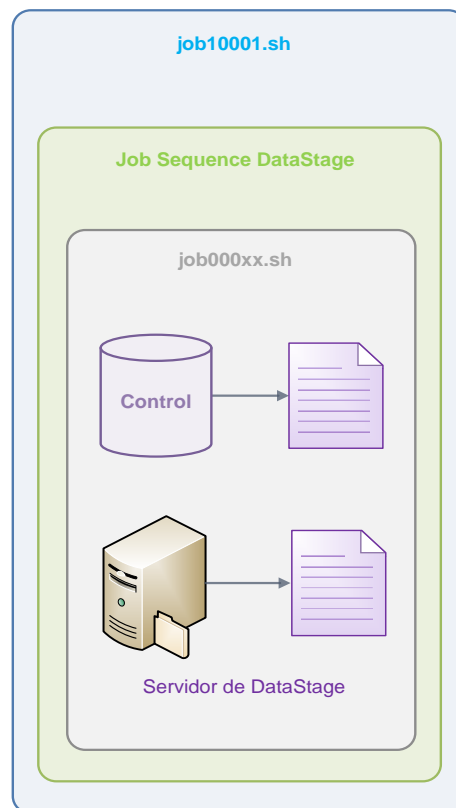 job10001.sh
Job Sequence DataStage
job000xx.sh
Control
Servidor de DataStage